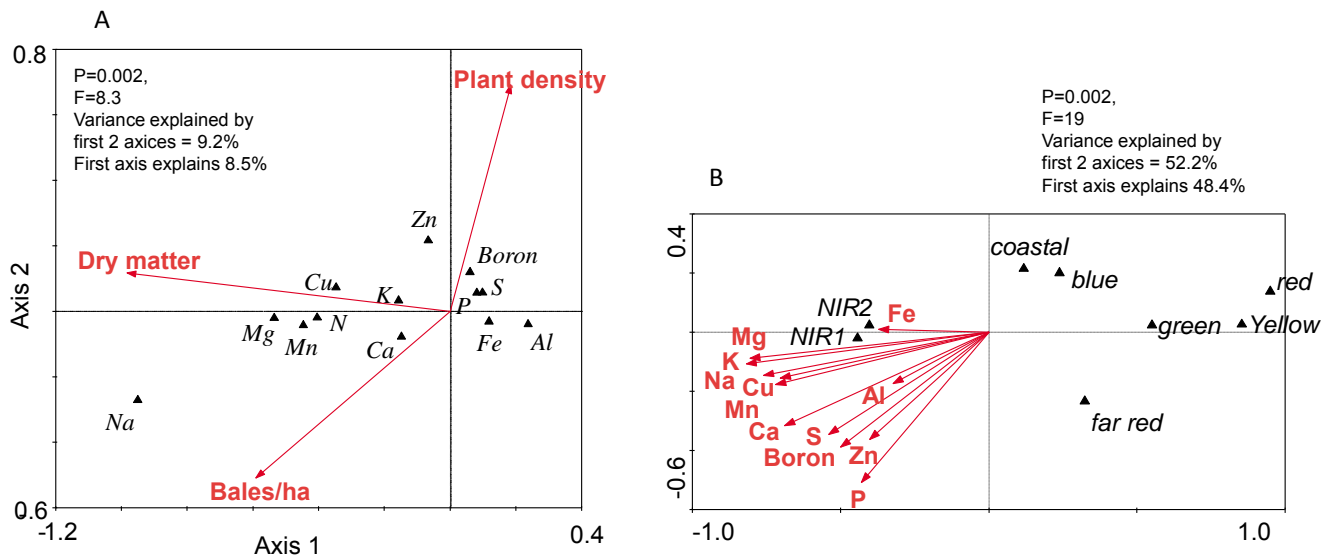 A
0.8
P=0.002,
F=8.3
Variance explained by
first 2 axices = 9.2%
First axis explains 8.5%
Plant density
Zn
Dry matter
Boron
Cu
K
P
S
Mg
Mn
N
Ca
Fe
Al
Na
Bales/ha
Axis 2
0.6
-1.2
Axis 1
0.4
B
P=0.002,
F=19
Variance explained by
first 2 axices = 52.2%
First axis explains 48.4%
0.4
coastal
blue
red
NIR2
Fe
NIR1
green
Yellow
Mg
K
Na
Cu
Al
Mn
Ca
S
far red
Boron
Zn
P
-0.6
-1.0
1.0